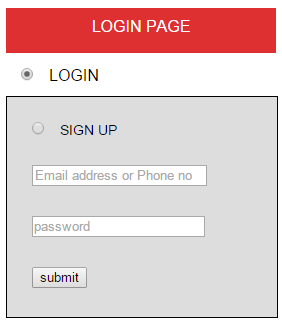 LOGIN PAGE
LOGIN
SIGN UP
Email address or Phone no
password
submit